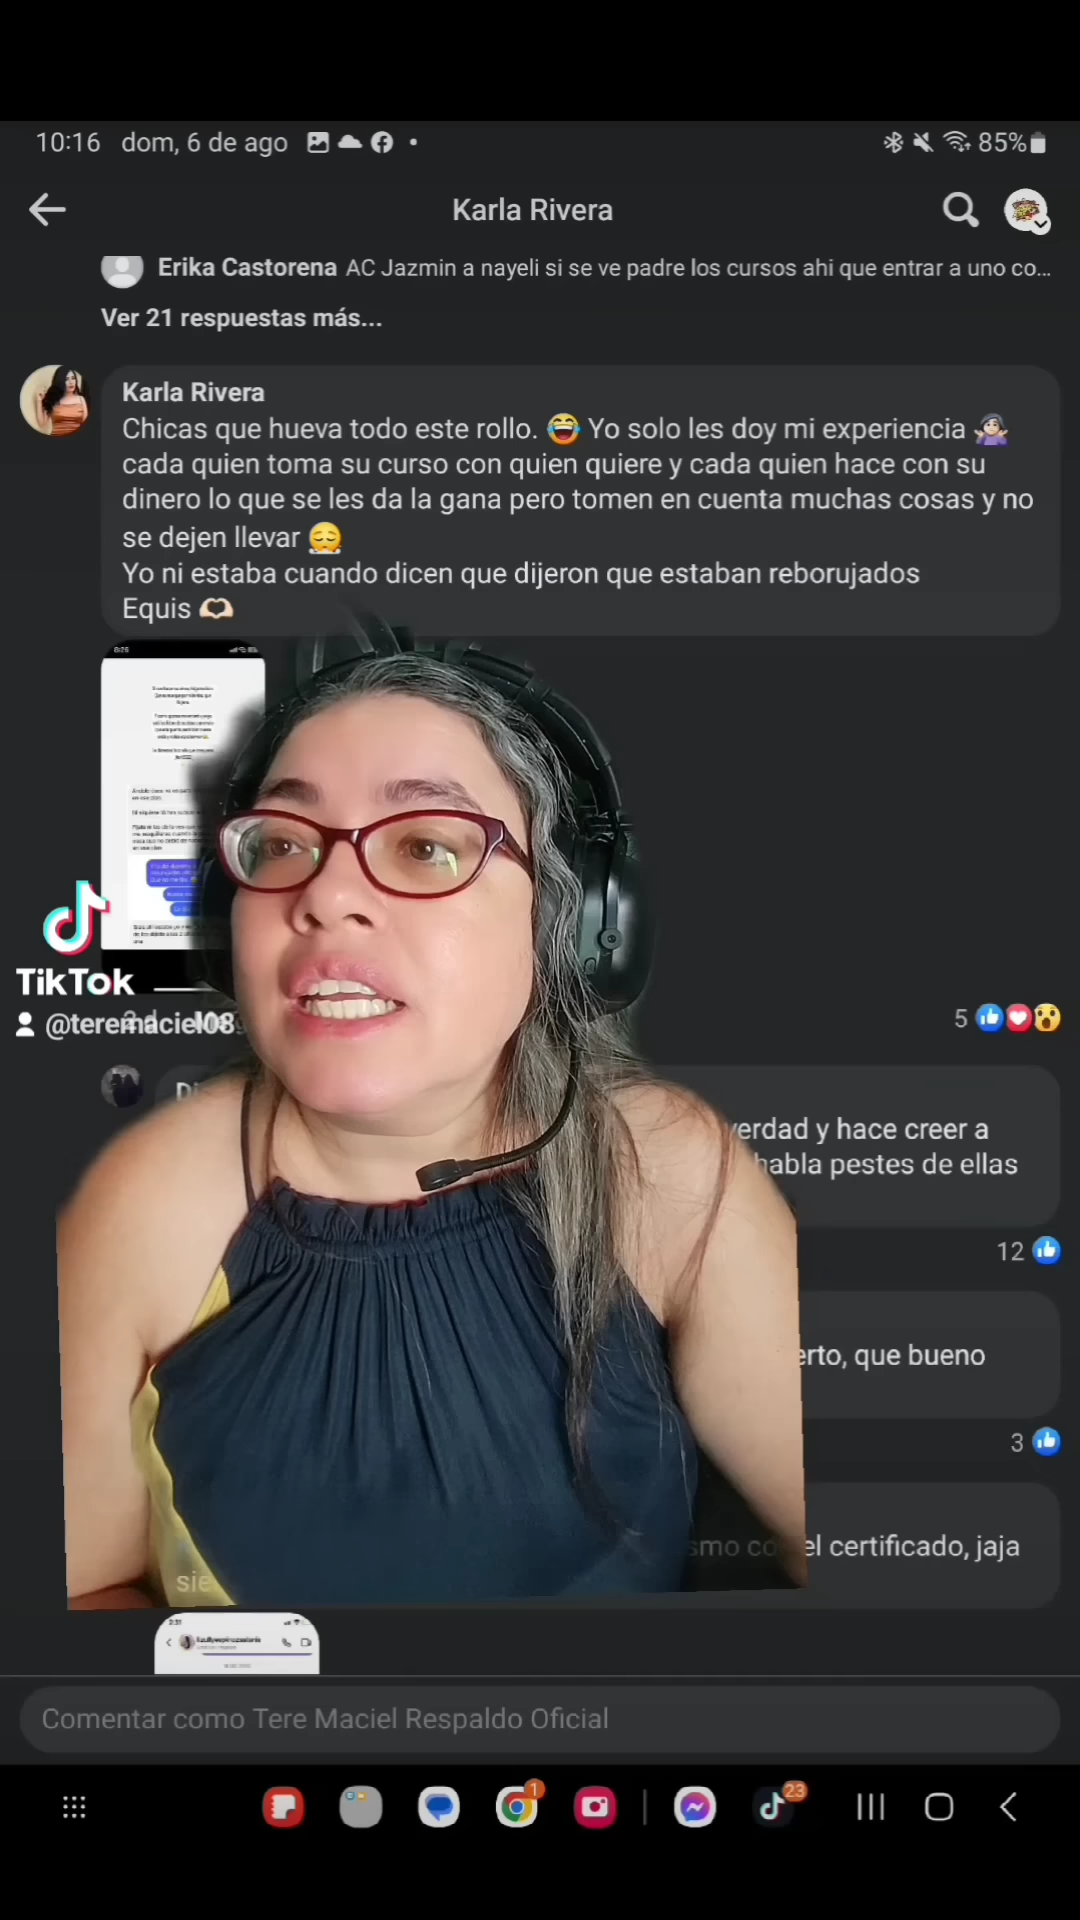 10:16 dom, 6 de ago
85%
Karla Rivera
Erika Castorena AC Jazmin a nayeli si se ve padre los cursos ahi que entrar a uno co...
Ver 21 respuestas más...
Karla Rivera
Chicas que hueva todo este rollo. 😂 Yo solo les doy mi experiencia 🤷🏻‍♀️
cada quien toma su curso con quien quiere y cada quien hace con su
dinero lo que se les da la gana pero tomen en cuenta muchas cosas y no
se dejen llevar 😮‍💨
Yo ni estaba cuando dicen que dijeron que estaban reborujados
Equis 🫶🏻
8:26
TikTok
@teremaciel08
5
verdad y hace creer a
habla pestes de ellas
12
erto, que bueno
3
el certificado, jaja
sie
2:31
Comentar como Tere Maciel Respaldo Oficial
1
23